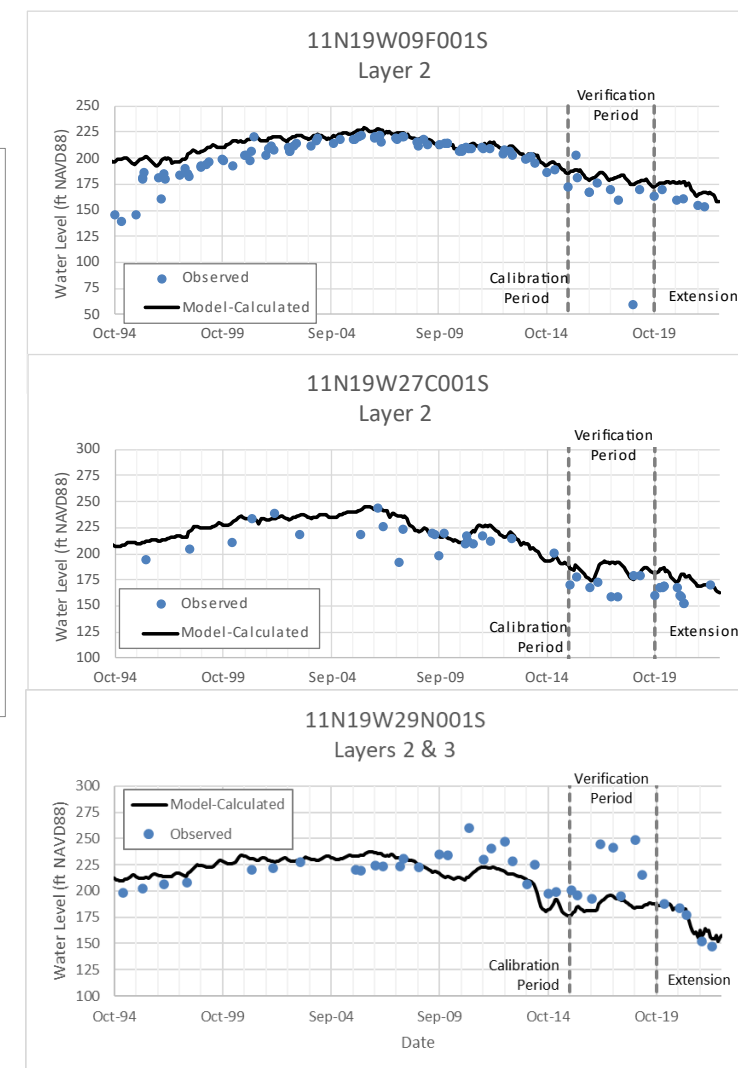 11N19W09F001S
Layer 2
Verification
Period
250
225
200
175
150
125
100
75
50
Water Level (ft NAVD88)
Observed
Model-Calculated
Calibration
Period
Extension
Oct-94
Oct-99
Sep-04
Sep-09
Oct-14
Oct-19
11N19W27C001S
Layer 2
Verification
Period
300
275
250
225
200
175
150
125
100
Water Level (ft NAVD88)
Observed
Model-Calculated
Calibration
Period
Extension
Oct-94
Oct-99
Sep-04
Sep-09
Oct-14
Oct-19
11N19W29N001S
Layers 2 & 3
Verification
Period
300
275
250
225
200
175
150
125
100
Water Level (ft NAVD88)
Model-Calculated
Observed
Calibration
Period
Extension
Oct-94
Oct-99
Sep-04
Sep-09
Oct-14
Oct-19
Date